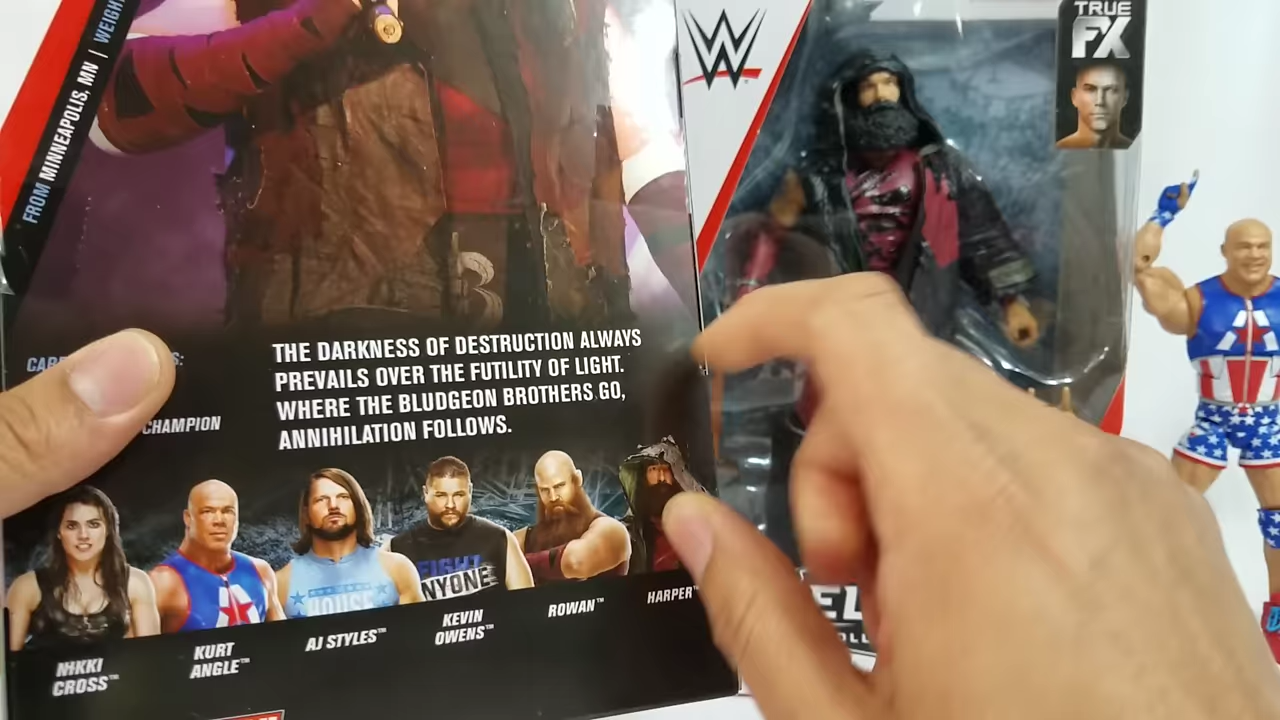 FROM MINNEAPOLIS, MN | WEIGH
W
TRUE
FX
CHAMPION
THE DARKNESS OF DESTRUCTION ALWAYS
PREVAILS OVER THE FUTILITY OF LIGHT.
WHERE THE BLUDGEON BROTHERS GO,
ANNIHILATION FOLLOWS.
HOUSE
NIKKI
CROSS™
KURT
ANGLE™
AJ STYLES™
KEVIN
OWENS™
ROWAN™
HARPER™